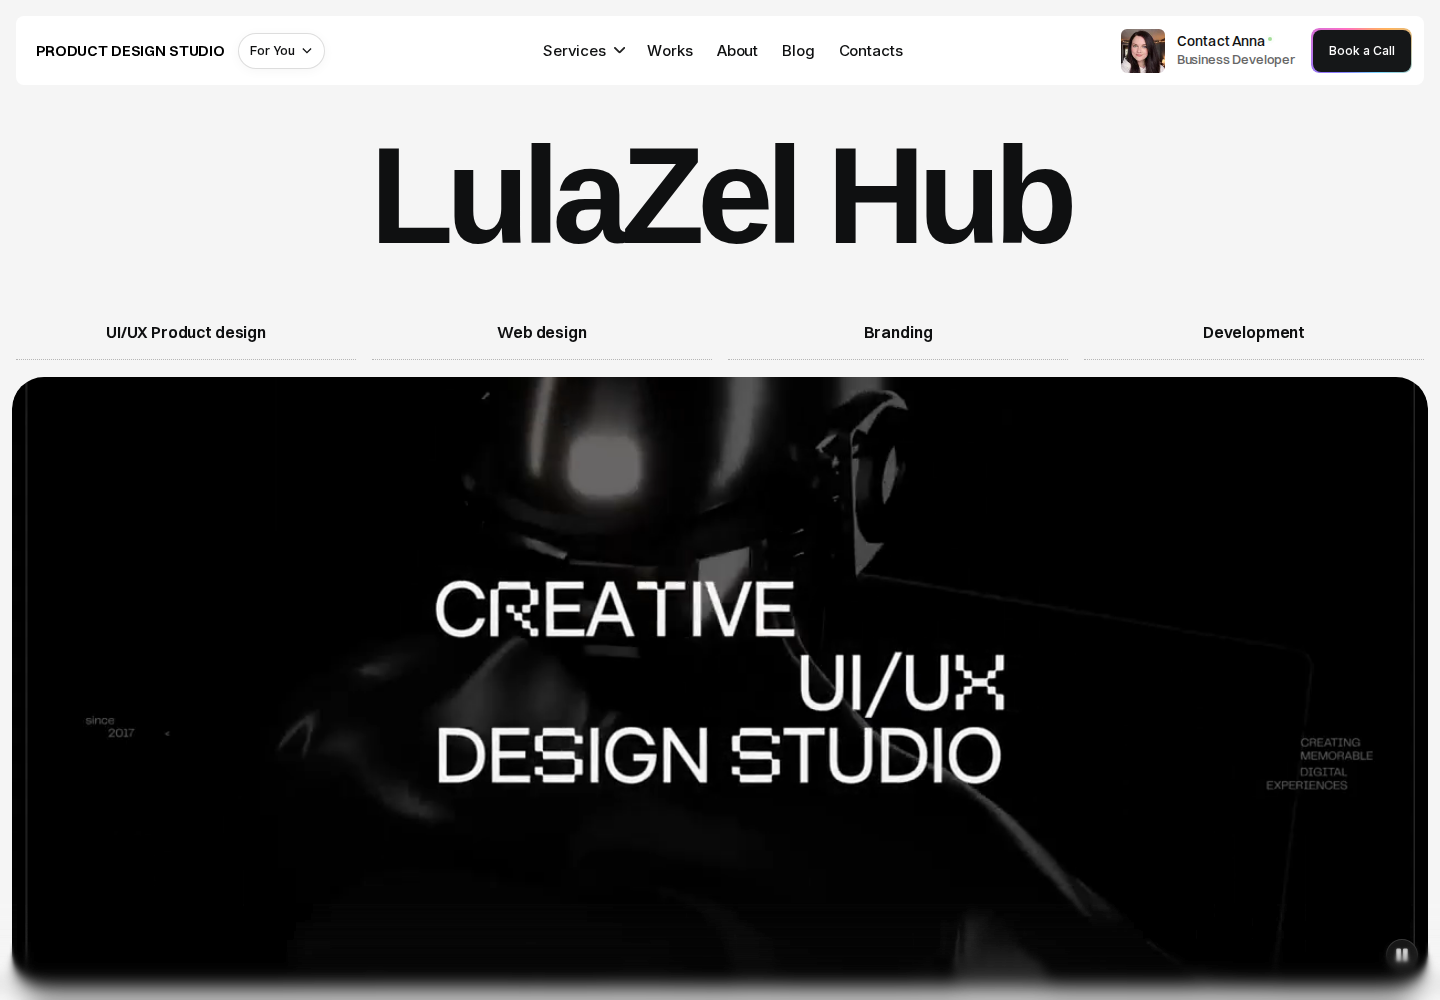 PRODUCT DESIGN STUDIO
For You
Services
Works
About
Blog
Contacts
Contact Anna
Business Developer
Book a Call
LulaZel Hub
UI/UX Product design
Web design
Branding
Development
CREATIVE
UI/UX
DESIGN STUDIO
since
2017
CREATING
MEMORABLE
DIGITAL
EXPERIENCES